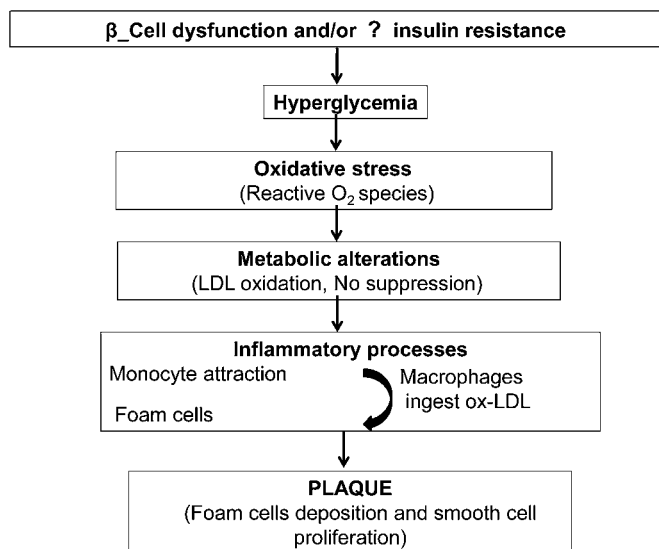 β_Cell dysfunction and/or ? insulin resistance
Hyperglycemia
Oxidative stress
(Reactive O₂ species)
Metabolic alterations
(LDL oxidation, No suppression)
Inflammatory processes
Monocyte attraction
Macrophages
ingest ox-LDL
Foam cells
PLAQUE
(Foam cells deposition and smooth cell
proliferation)